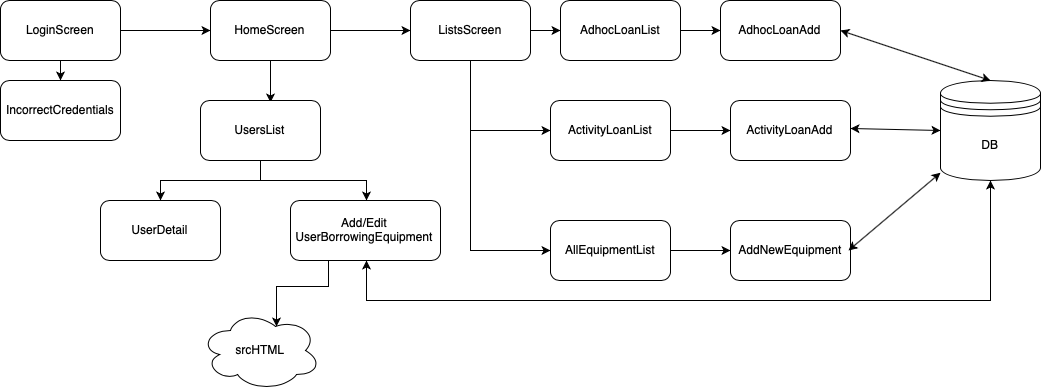 LoginScreen
HomeScreen
ListsScreen
AdhocLoanList
AdhocLoanAdd
IncorrectCredentials
UsersList
ActivityLoanList
ActivityLoanAdd
DB
UserDetail
Add/Edit
UserBorrowingEquipment
AllEquipmentList
AddNewEquipment
srcHTML